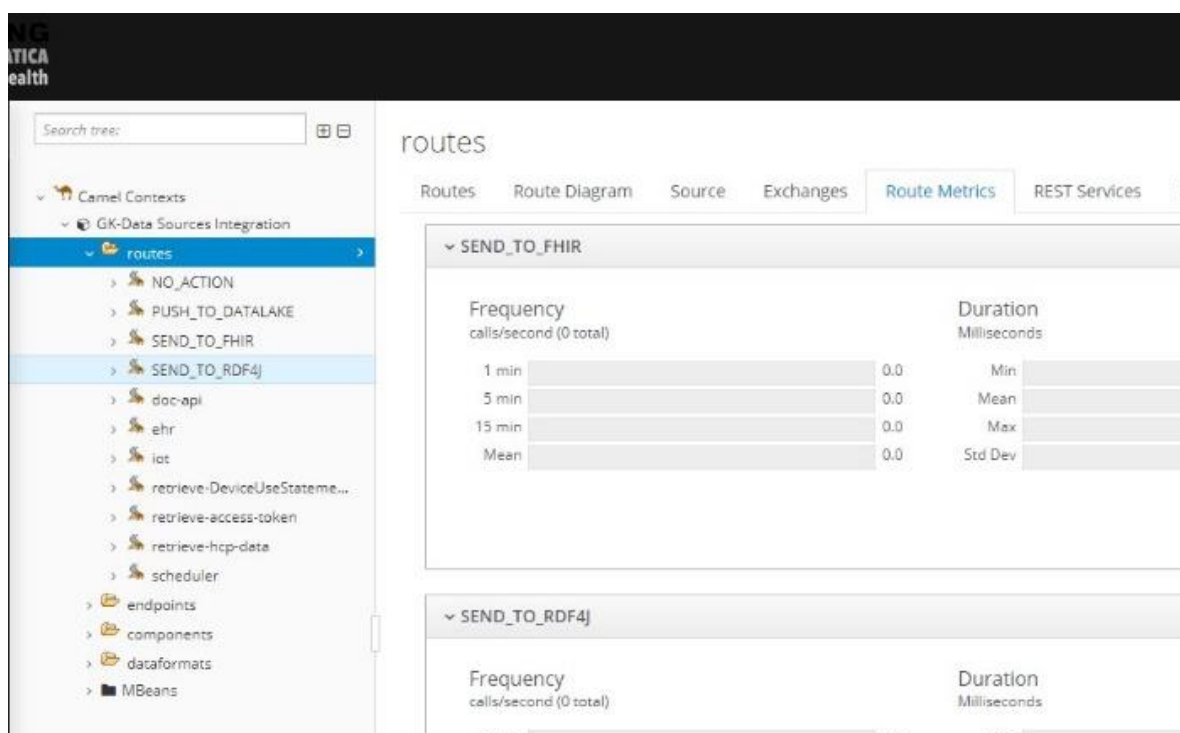 NG
ATICA
ealth
Search tree:
Camel Contexts
GK-Data Sources Integration
routes
NO_ACTION
PUSH_TO_DATALAKE
SEND_TO_FHIR
SEND_TO_RDF4J
doc-api
ehr
iot
retrieve-DeviceUseStateme...
retrieve-access-token
retrieve-hcp-data
scheduler
endpoints
components
dataformats
MBeans
routes
Routes Route Diagram Source Exchanges Route Metrics REST Services
SEND_TO_FHIR
Frequency Duration
calls/second (0 total) Milliseconds
1 min 0.0 Min
5 min 0.0 Mean
15 min 0.0 Max
Mean 0.0 Std Dev
SEND_TO_RDF4J
Frequency Duration
calls/second (0 total) Milliseconds